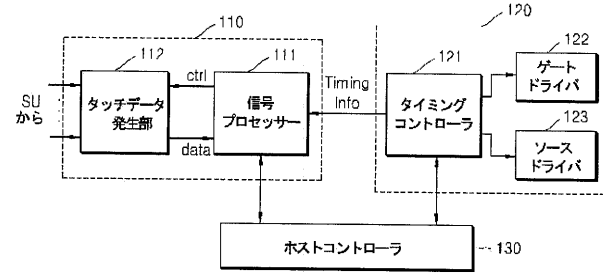 110
120
112
111
121
122
ctrl
SU
から
タッチデータ
発生部
data
信号
プロセッサー
Timing
Info
タイミング
コントローラ
ゲート
ドライバ
123
ソース
ドライバ
ホストコントローラ
130